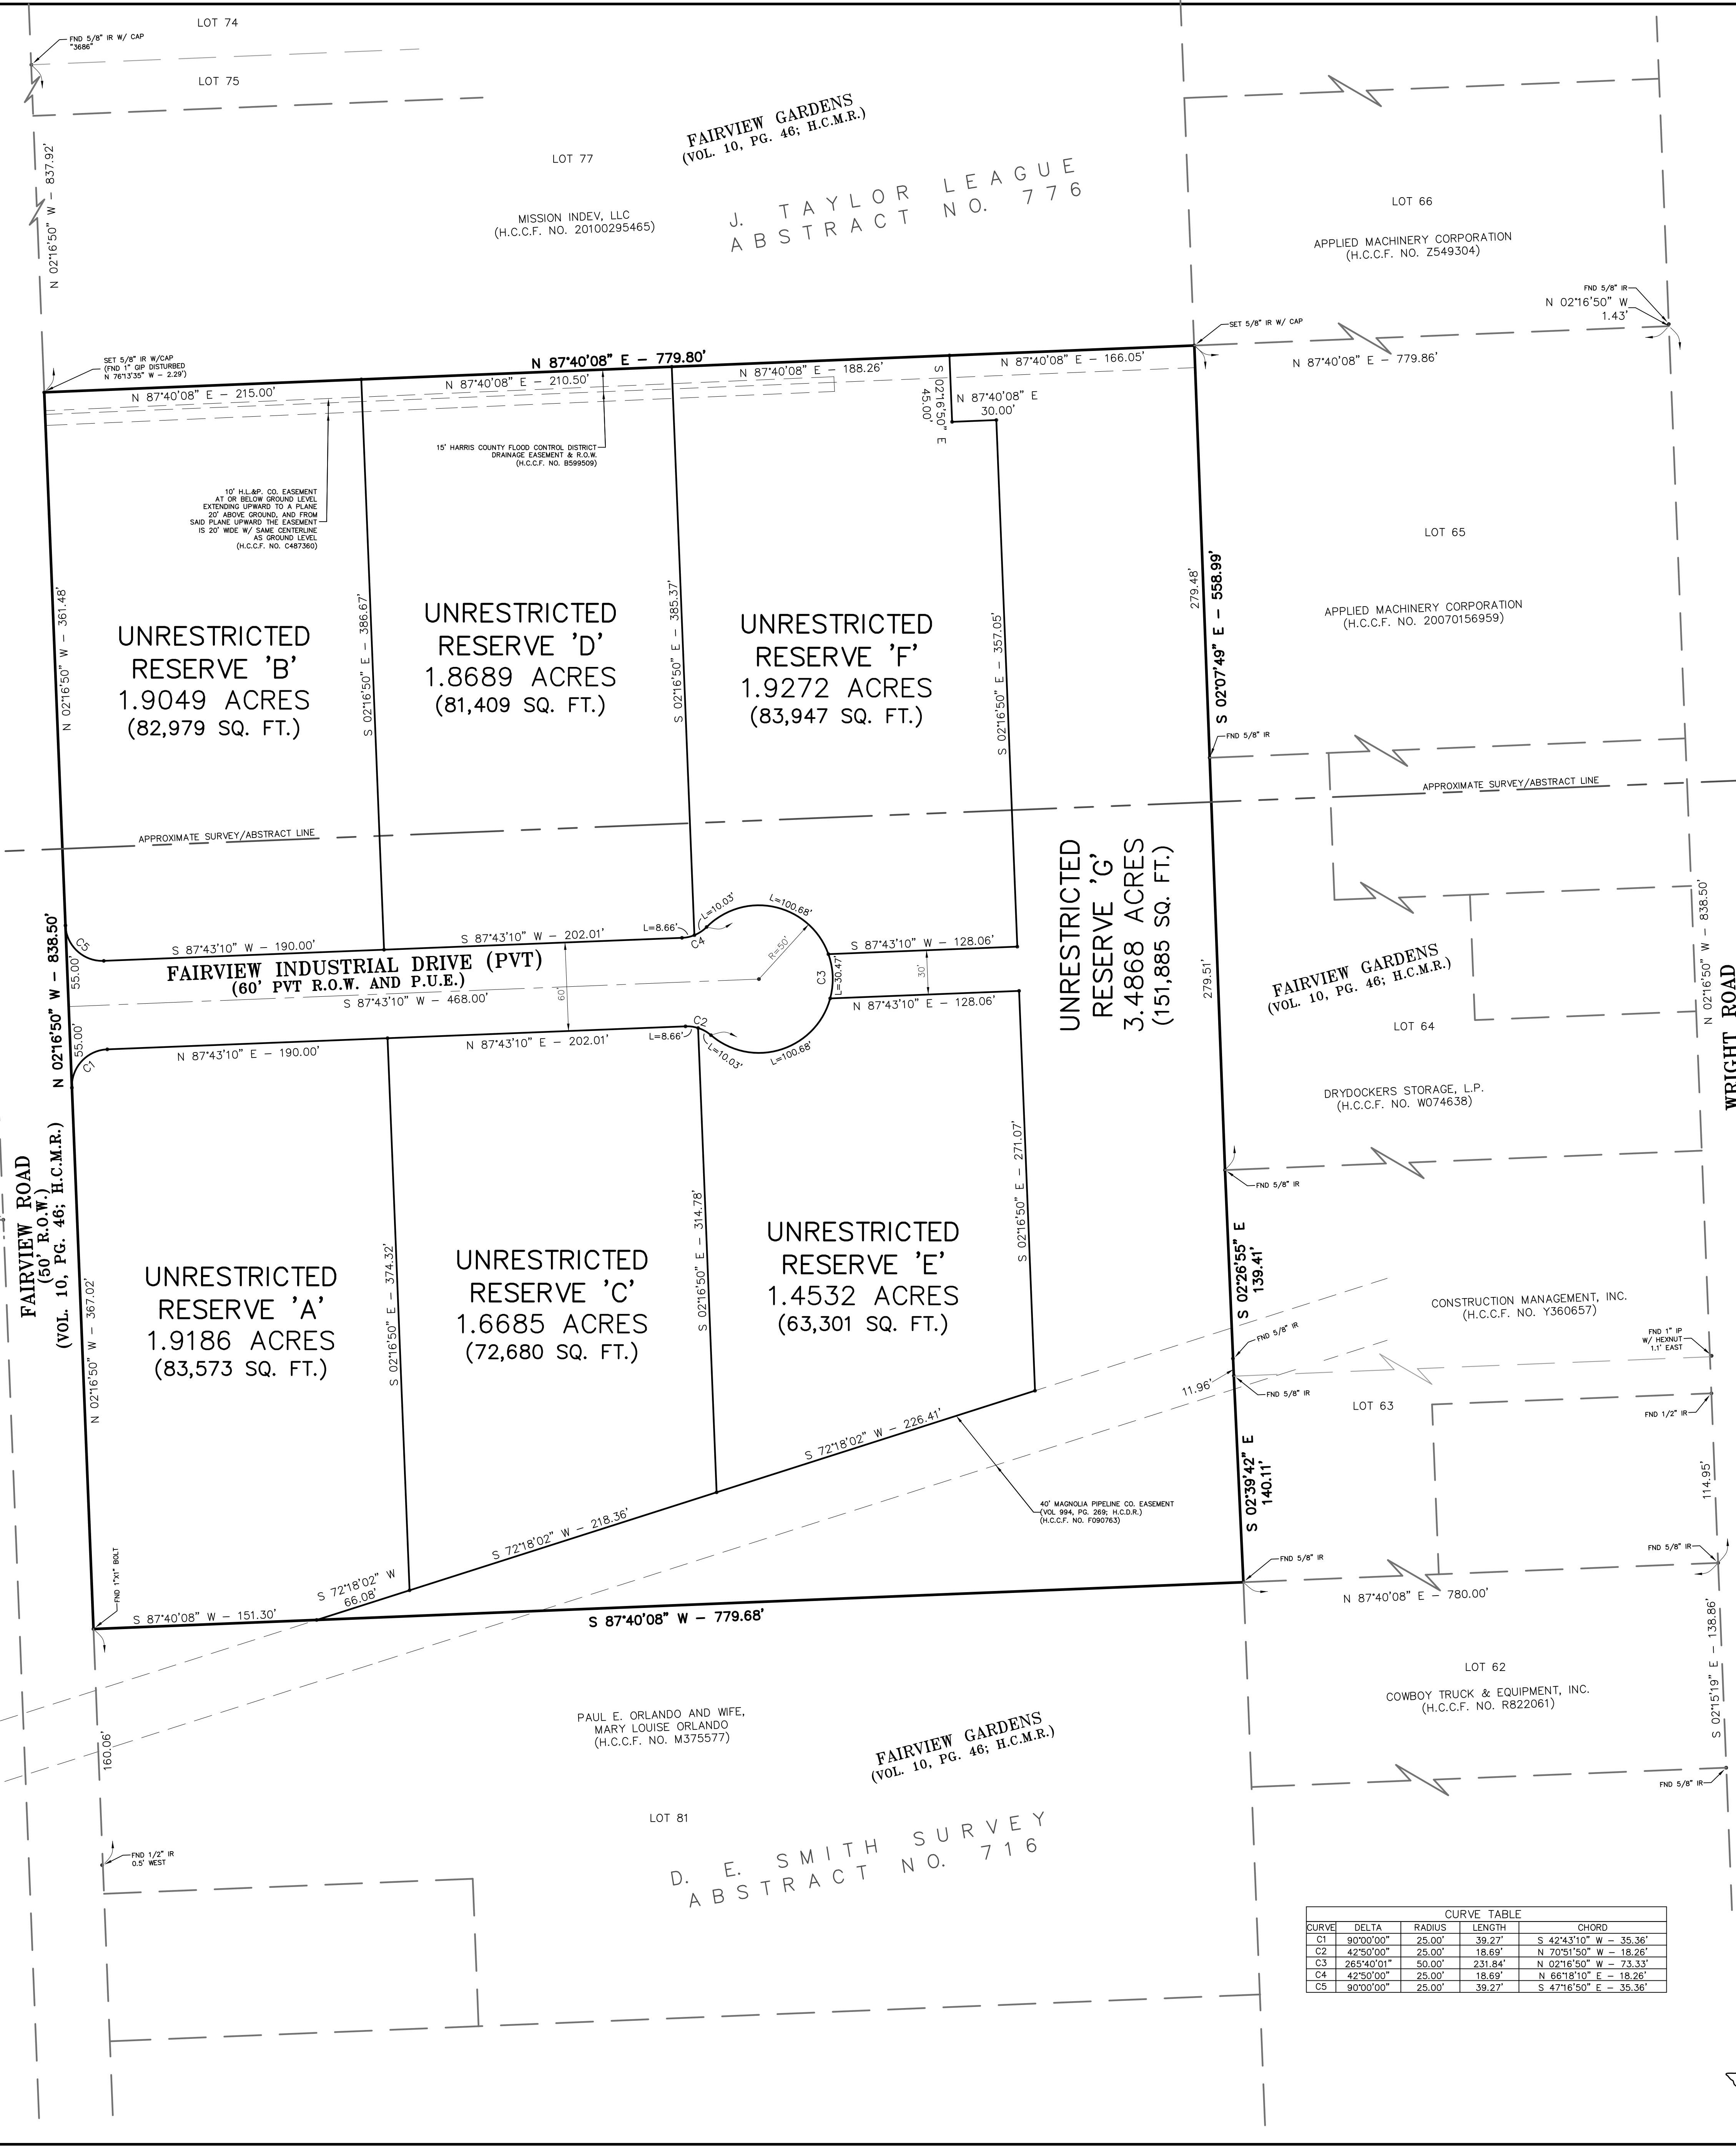 LOT 74
FND 5/8" IR W/ CAP
"3686"
LOT 75
N 02°16'50" W – 837.92'
FAIRVIEW GARDENS
(VOL. 10, PG. 46; H.C.M.R.)
LOT 77
MISSION INDEV, LLC
(H.C.C.F. NO. 20100295465)
J. TAYLOR LEAGUE
ABSTRACT NO. 776
LOT 66
APPLIED MACHINERY CORPORATION
(H.C.C.F. NO. Z549304)
FND 5/8" IR
N 02°16'50" W
1.43'
SET 5/8" IR W/ CAP
N 87°40'08" E – 779.86'
SET 5/8" IR W/CAP
(FND 1" GIP DISTURBED
N 76°13'35" W – 2.29')
N 87°40'08" E – 779.80'
N 87°40'08" E – 215.00'
N 87°40'08" E – 210.50'
N 87°40'08" E – 188.26'
N 87°40'08" E – 166.05'
S 02°16'50" E
45.00'
N 87°40'08" E
30.00'
15' HARRIS COUNTY FLOOD CONTROL DISTRICT
DRAINAGE EASEMENT & R.O.W.
(H.C.C.F. NO. B599509)
10' H.L.&P. CO. EASEMENT
AT OR BELOW GROUND LEVEL
EXTENDING UPWARD TO A PLANE
20' ABOVE GROUND, AND FROM
SAID PLANE UPWARD THE EASEMENT
IS 20' WIDE W/ SAME CENTERLINE
AS GROUND LEVEL
(H.C.C.F. NO. C487360)
LOT 65
APPLIED MACHINERY CORPORATION
(H.C.C.F. NO. 20070156959)
N 02°16'50" W – 361.48'
UNRESTRICTED
RESERVE 'B'
1.9049 ACRES
(82,979 SQ. FT.)
S 02°16'50" E – 386.67'
UNRESTRICTED
RESERVE 'D'
1.8689 ACRES
(81,409 SQ. FT.)
S 02°16'50" E – 385.37'
UNRESTRICTED
RESERVE 'F'
1.9272 ACRES
(83,947 SQ. FT.)
S 02°16'50" E – 357.05'
279.48'
S 02°07'49" E – 558.99'
FND 5/8" IR
APPROXIMATE SURVEY/ABSTRACT LINE
APPROXIMATE SURVEY/ABSTRACT LINE
UNRESTRICTED
RESERVE 'G'
3.4868 ACRES
(151,885 SQ. FT.)
279.51'
N 02°16'50" W – 838.50'
C5
55.00'
S 87°43'10" W – 190.00'
S 87°43'10" W – 202.01'
L=8.66'
C4
L=10.03'
L=100.68'
R=50'
C3
L=30.47'
S 87°43'10" W – 128.06'
30'
N 87°43'10" E – 128.06'
FAIRVIEW INDUSTRIAL DRIVE (PVT)
(60' PVT R.O.W. AND P.U.E.)
S 87°43'10" W – 468.00'
60'
55.00'
C1
N 87°43'10" E – 190.00'
N 87°43'10" E – 202.01'
L=8.66'
C2
L=10.03'
L=100.68'
FAIRVIEW GARDENS
(VOL. 10, PG. 46; H.C.M.R.)
LOT 64
DRYDOCKERS STORAGE, L.P.
(H.C.C.F. NO. W074638)
N 02°16'50" W – 838.50'
WRIGHT ROAD
FAIRVIEW ROAD
(50' R.O.W.)
(VOL. 10, PG. 46; H.C.M.R.)
N 02°16'50" W – 367.02'
UNRESTRICTED
RESERVE 'A'
1.9186 ACRES
(83,573 SQ. FT.)
S 02°16'50" E – 374.32'
UNRESTRICTED
RESERVE 'C'
1.6685 ACRES
(72,680 SQ. FT.)
S 02°16'50" E – 314.78'
UNRESTRICTED
RESERVE 'E'
1.4532 ACRES
(63,301 SQ. FT.)
S 02°16'50" E – 271.07'
FND 5/8" IR
S 02°26'55" E
139.41'
FND 5/8" IR
11.96'
FND 5/8" IR
CONSTRUCTION MANAGEMENT, INC.
(H.C.C.F. NO. Y360657)
FND 1" IP
W/ HEXNUT
1.1' EAST
LOT 63
FND 1/2" IR
S 72°18'02" W – 226.41'
S 72°18'02" W – 218.36'
S 72°18'02" W
66.08'
40' MAGNOLIA PIPELINE CO. EASEMENT
(VOL 994, PG. 269; H.C.D.R.)
(H.C.C.F. NO. F090763)
S 02°39'42" E
140.11'
114.95'
FND 5/8" IR
FND 5/8" IR
FND 1"X1" BOLT
S 87°40'08" W – 151.30'
S 87°40'08" W – 779.68'
N 87°40'08" E – 780.00'
S 02°15'19" E – 138.86'
LOT 62
COWBOY TRUCK & EQUIPMENT, INC.
(H.C.C.F. NO. R822061)
FND 5/8" IR
160.06'
PAUL E. ORLANDO AND WIFE,
MARY LOUISE ORLANDO
(H.C.C.F. NO. M375577)
FAIRVIEW GARDENS
(VOL. 10, PG. 46; H.C.M.R.)
LOT 81
FND 1/2" IR
0.5' WEST
D. E. SMITH SURVEY
ABSTRACT NO. 716
CURVE TABLE
CURVE DELTA RADIUS LENGTH CHORD
C1 90°00'00" 25.00' 39.27' S 42°43'10" W – 35.36'
C2 42°50'00" 25.00' 18.69' N 70°51'50" W – 18.26'
C3 265°40'01" 50.00' 231.84' N 02°16'50" W – 73.33'
C4 42°50'00" 25.00' 18.69' N 66°18'10" E – 18.26'
C5 90°00'00" 25.00' 39.27' S 47°16'50" E – 35.36'